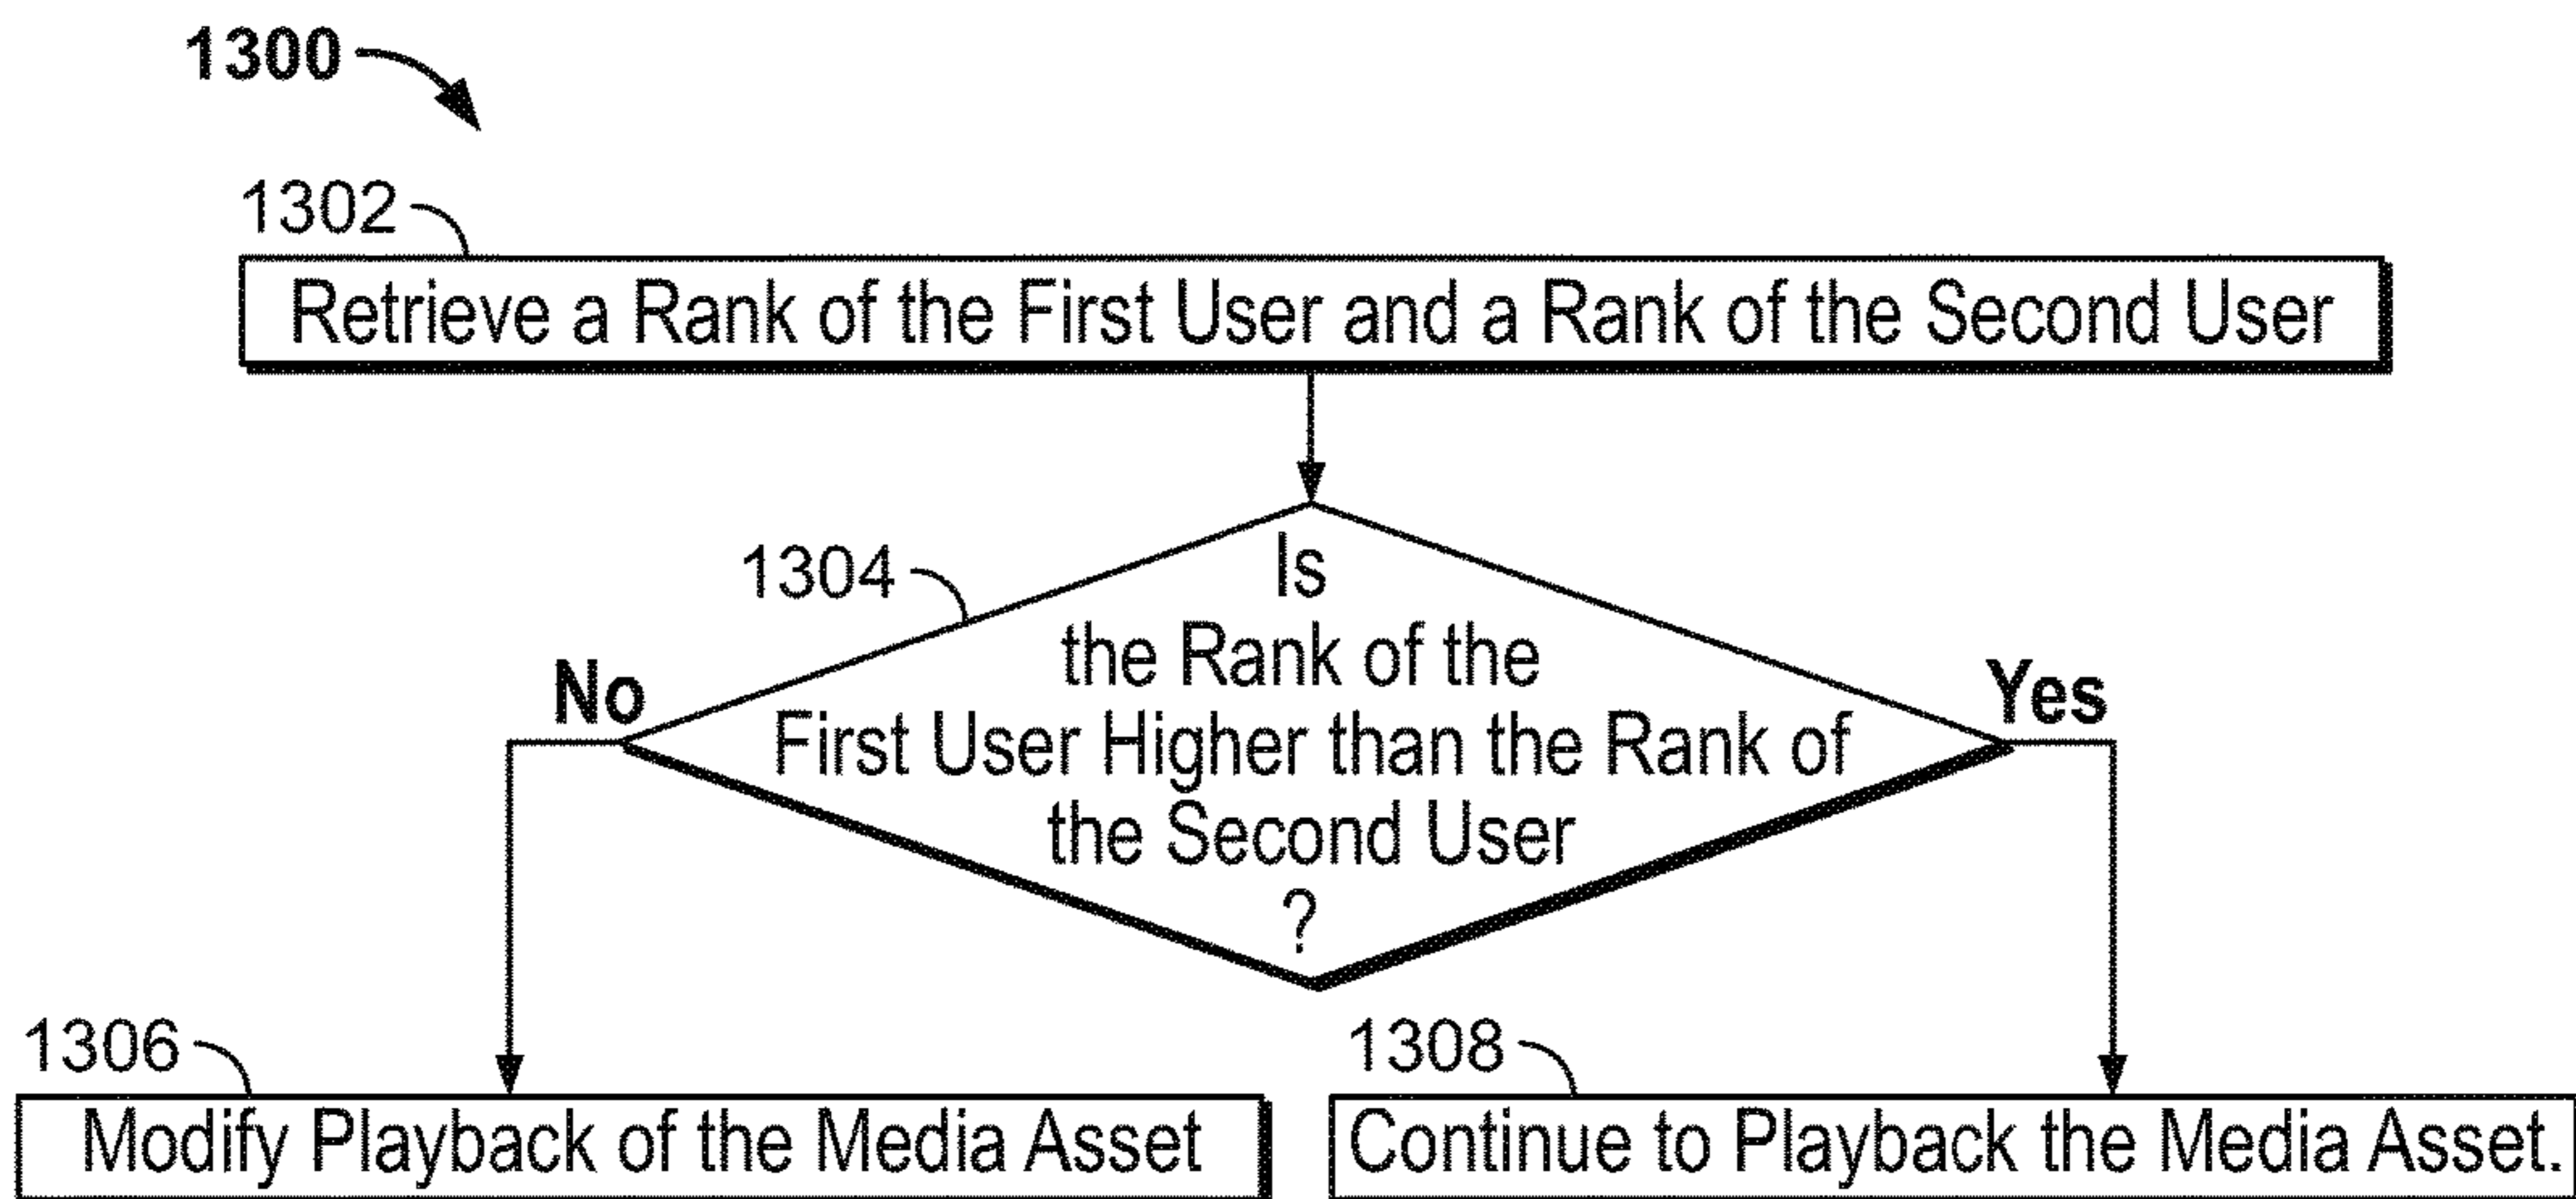 1300
1302
Retrieve a Rank of the First User and a Rank of the Second User
1304
Is
the Rank of the
First User Higher than the Rank of
the Second User
?
No
Yes
1306
Modify Playback of the Media Asset
1308
Continue to Playback the Media Asset.